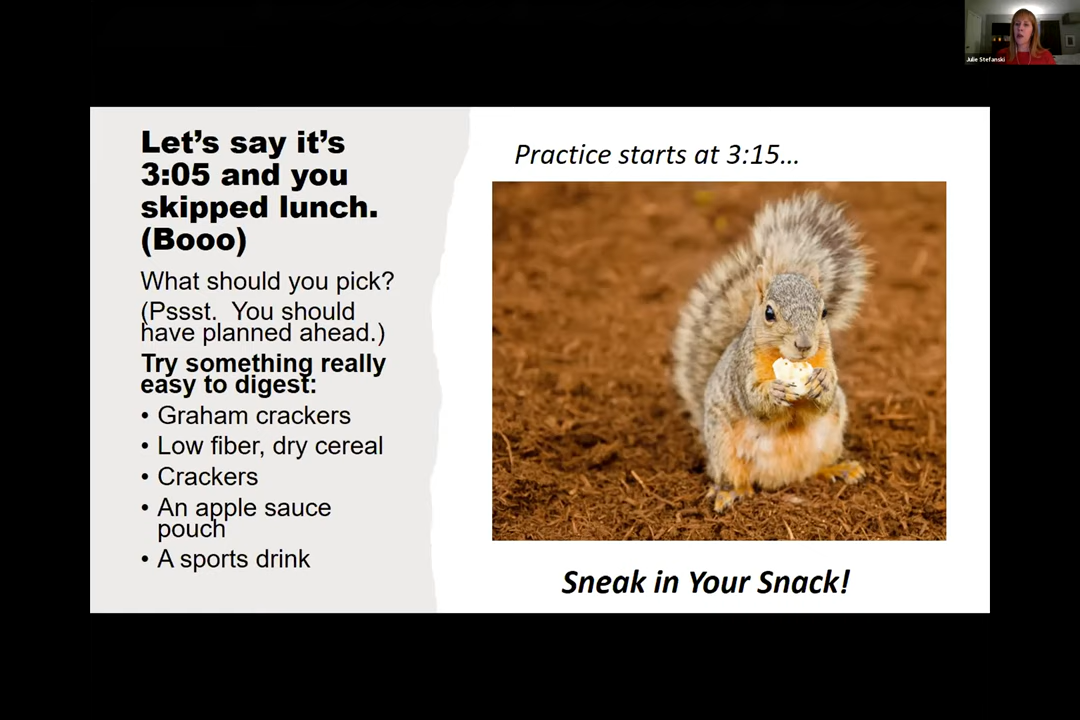 Julie Stefanski
Let's say it's
3:05 and you
skipped lunch.
(Booo)
What should you pick?
(Pssst.  You should
have planned ahead.)
Try something really
easy to digest:
• Graham crackers
• Low fiber, dry cereal
• Crackers
• An apple sauce
pouch
• A sports drink
Practice starts at 3:15…
Sneak in Your Snack!